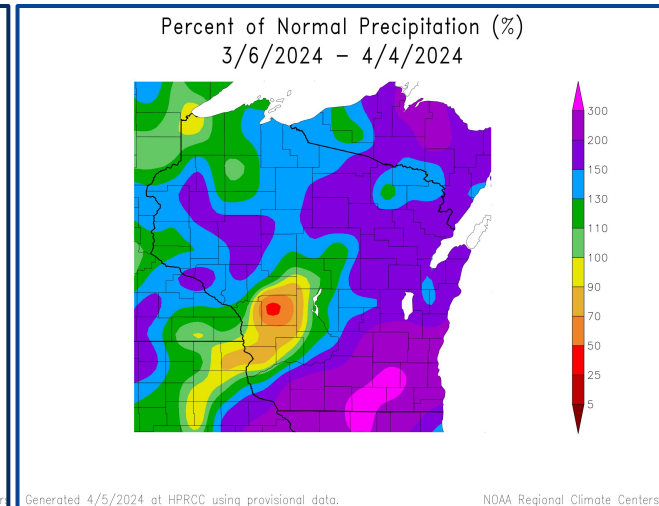 Percent of Normal Precipitation (%)
3/6/2024 – 4/4/2024
300
200
150
130
110
100
90
70
50
25
5
rs
Generated 4/5/2024 at HPRCC using provisional data.
NOAA Regional Climate Centers